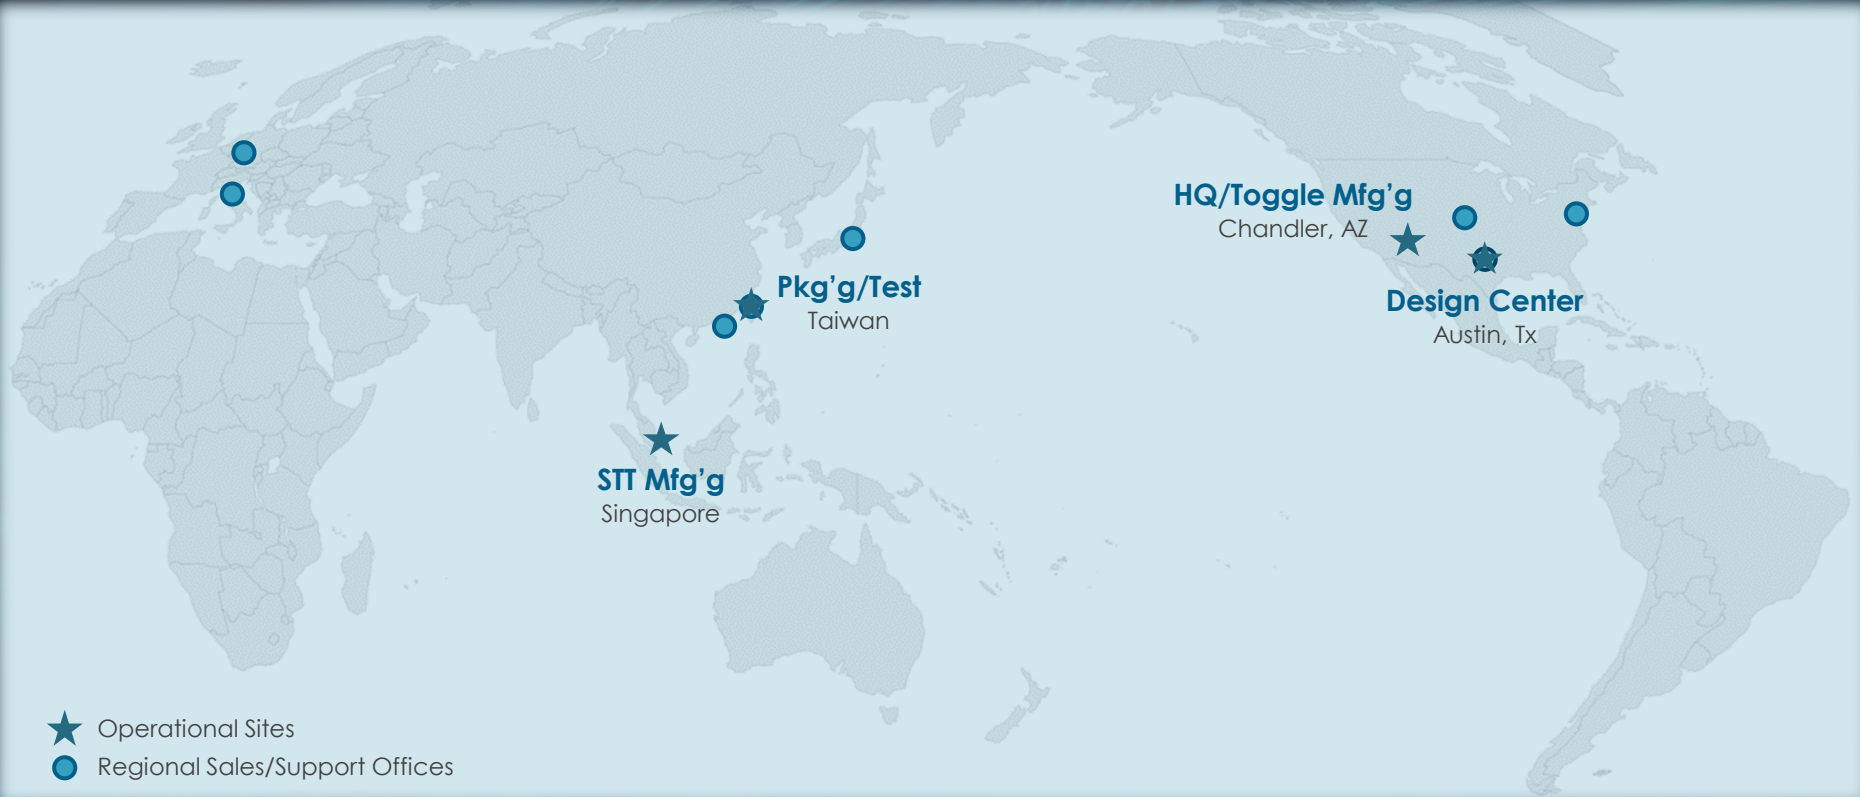 HQ/Toggle Mfg’g
Chandler, AZ
Pkg’g/Test
Taiwan
Design Center
Austin, Tx
STT Mfg’g
Singapore
Operational Sites
Regional Sales/Support Offices